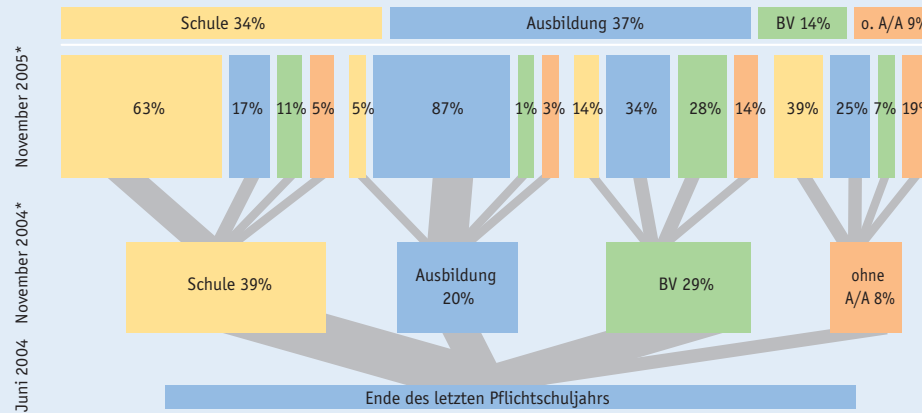 Schule 34% Ausbildung 37% BV 14% o. A/A 9%
November 2005*
63% 17% 11% 5% 5% 87% 1% 3% 14% 34% 28% 14% 39% 25% 7% 19%
November 2004*
Schule 39%
Ausbildung
20%
BV 29%
ohne
A/A 8%
Juni 2004
Ende des letzten Pflichtschuljahrs